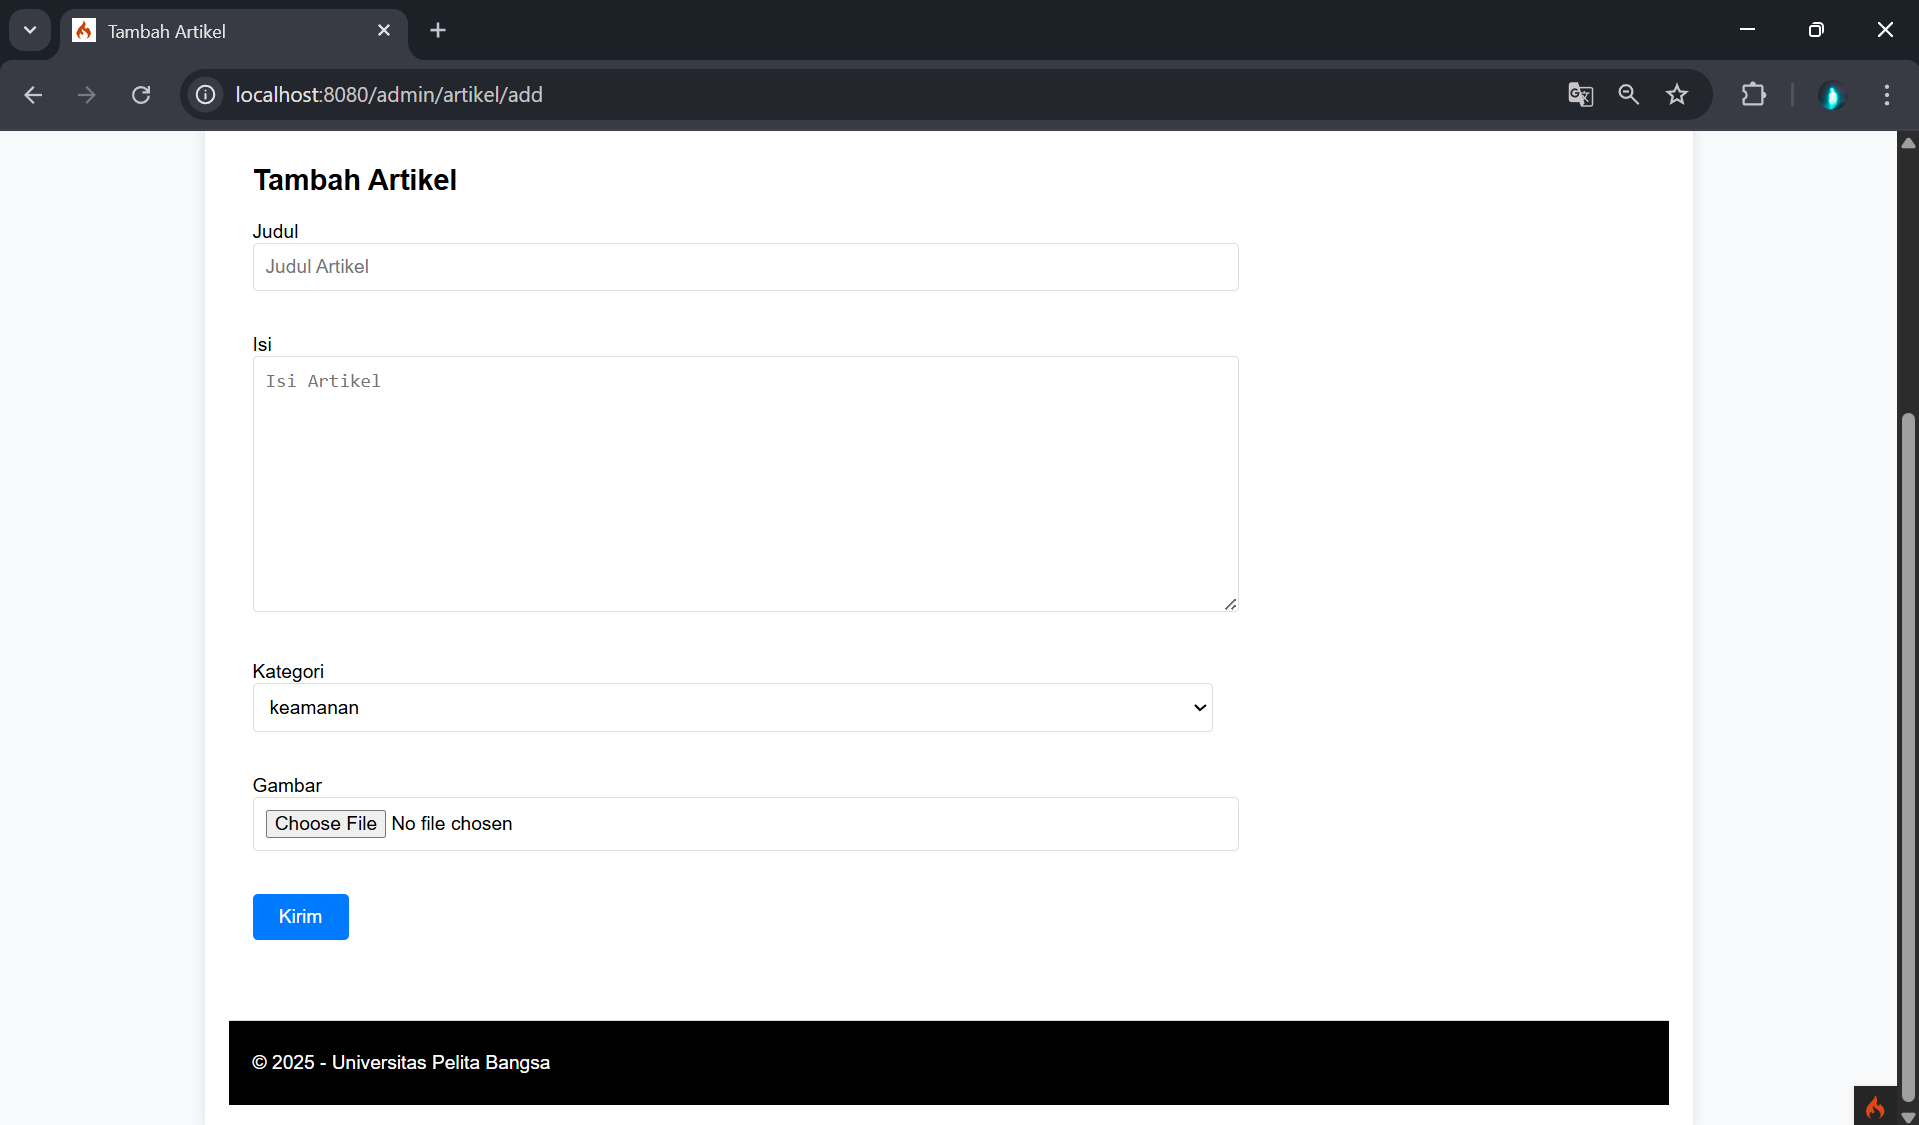 Tambah Artikel
localhost:8080/admin/artikel/add
Tambah Artikel
Judul
Judul Artikel
Isi
Isi Artikel
Kategori
keamanan
Gambar
Choose File No file chosen
Kirim
© 2025 - Universitas Pelita Bangsa